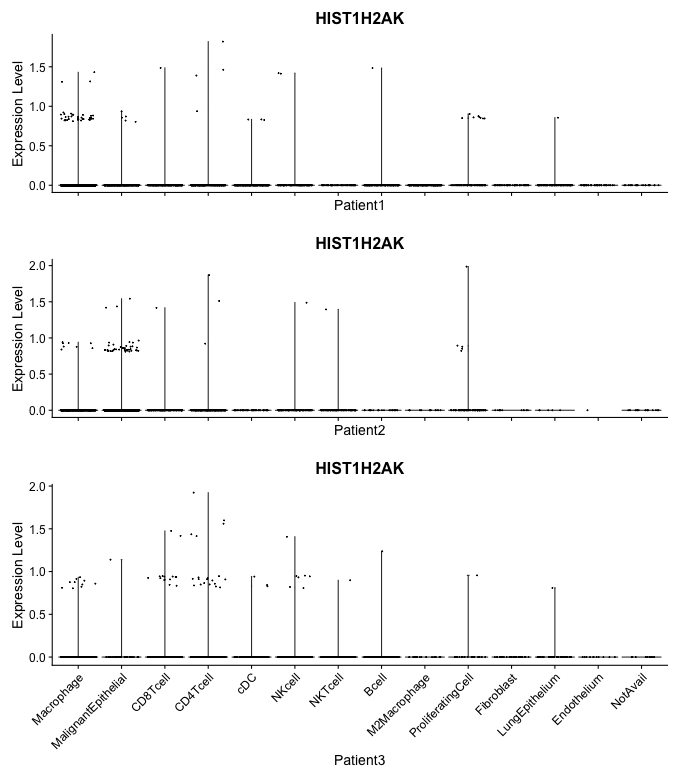 HIST1H2AK
Expression Level
1.5
1.0
0.5
0.0
Patient1
HIST1H2AK
Expression Level
2.0
1.5
1.0
0.5
0.0
Patient2
HIST1H2AK
Expression Level
2.0
1.5
1.0
0.5
0.0
Macrophage
MalignantEpithelial
CD8Tcell
CD4Tcell
cDC
NKcell
NKTcell
Bcell
M2Macrophage
ProliferatingCell
Fibroblast
LungEpithelium
Endothelium
NotAvail
Patient3